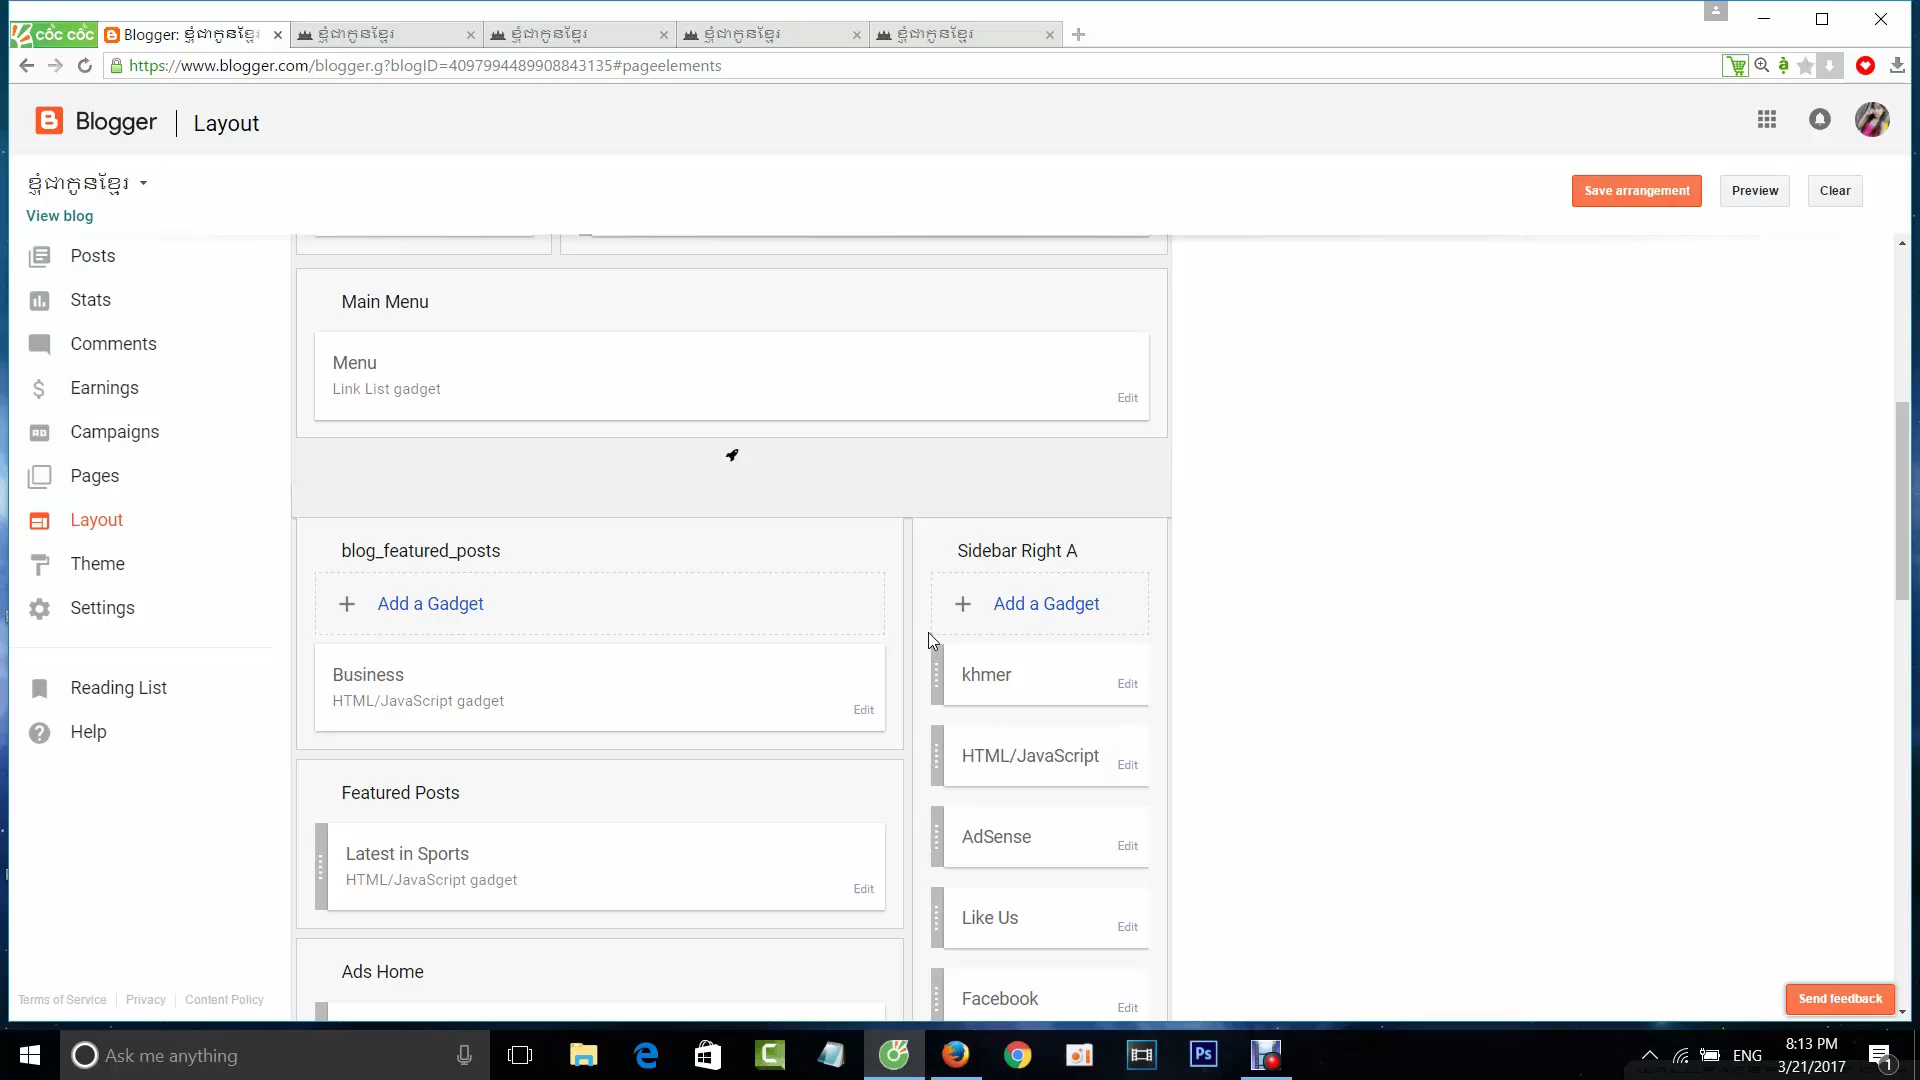 cốc cốc
Blogger: ខ្ញុំជាកូនខ្មែរ
ខ្ញុំជាកូនខ្មែរ
ខ្ញុំជាកូនខ្មែរ
ខ្ញុំជាកូនខ្មែរ
ខ្ញុំជាកូនខ្មែរ
https://www.blogger.com/blogger.g?blogID=4097994489908843135#pageelements
Blogger
Layout
ខ្ញុំជាកូនខ្មែរ
View blog
Save arrangement
Preview
Clear
Posts
Stats
Comments
Earnings
Campaigns
Pages
Layout
Theme
Settings
Reading List
Help
Terms of Service
Privacy
Content Policy
Main Menu
Menu
Link List gadget
Edit
blog_featured_posts
Add a Gadget
Business
HTML/JavaScript gadget
Edit
Featured Posts
Latest in Sports
HTML/JavaScript gadget
Edit
Ads Home
Sidebar Right A
Add a Gadget
khmer
Edit
HTML/JavaScript
Edit
AdSense
Edit
Like Us
Edit
Facebook
Edit
Send feedback
Ask me anything
Ps
ENG
8:13 PM
3/21/2017
1